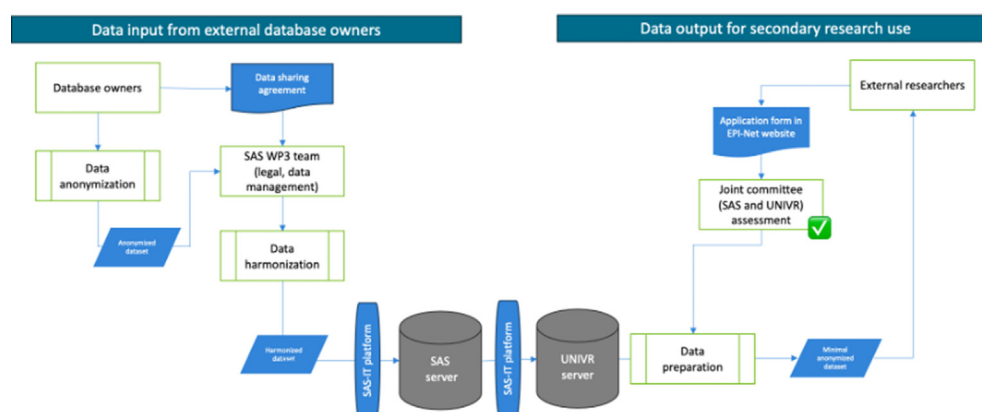 Data input from external database owners
Data output for secondary research use
Database owners
Data sharing
agreement
External researchers
Application form in
EPI-Net website
Data
anonymization
SAS WP3 team
(legal, data
management)
Joint committee
(SAS and UNIVR)
assessment
Anonymized
dataset
Data
harmonization
Harmonized
dataset
SAS-IT platform
SAS
server
SAS-IT platform
UNIVR
server
Data
preparation
Minimal
anonymized
dataset